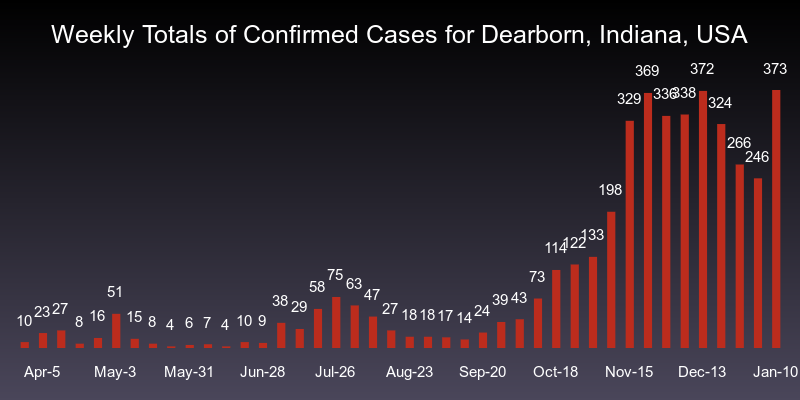 Weekly Totals of Confirmed Cases for Dearborn, Indiana, USA
10 23 27 8 16 51 15 8 4 6 7 4 10 9 38 29 58 75 63 47 27 18 18 17 14 24 39 43 73 114 122 133 198 329 369 336 338 372 324 266 246 373
Apr-5 May-3 May-31 Jun-28 Jul-26 Aug-23 Sep-20 Oct-18 Nov-15 Dec-13 Jan-10